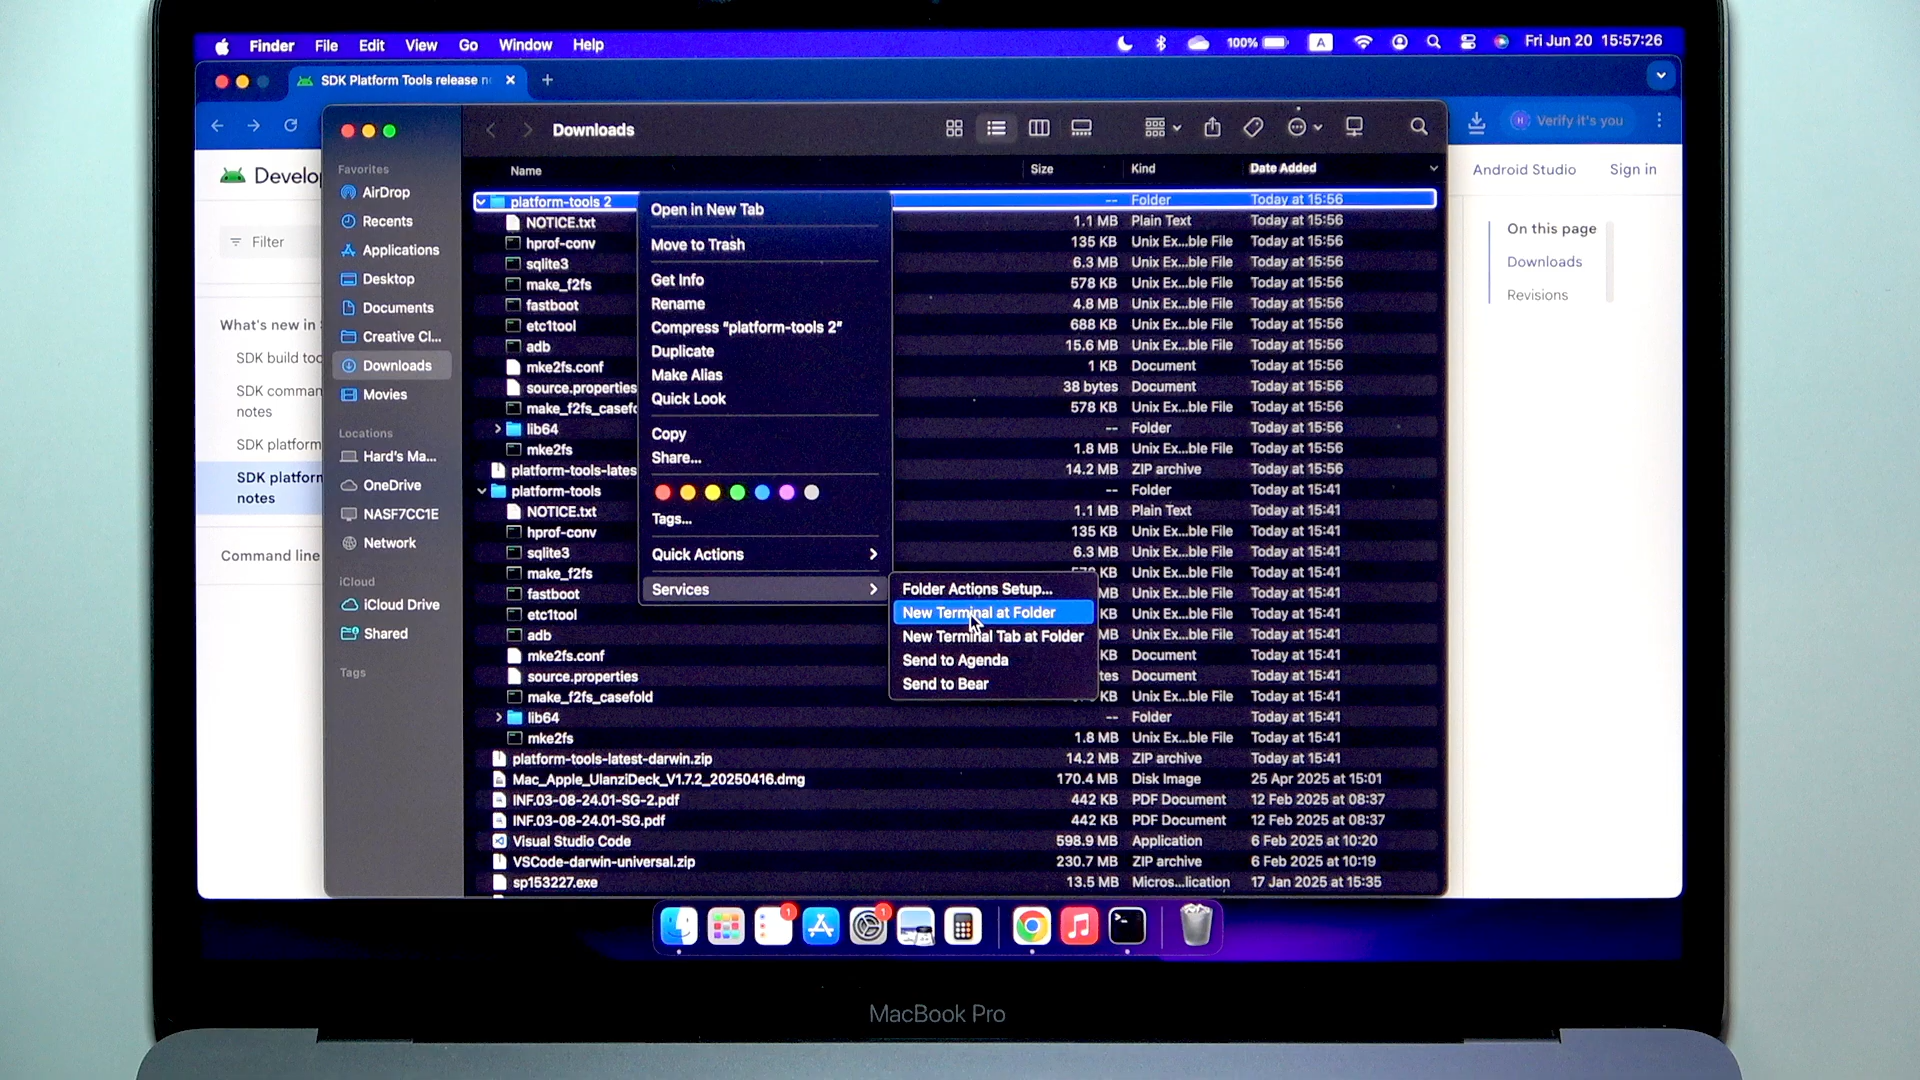 Finder File Edit View Go Window Help 100% A Fri Jun 20 15:57:26
SDK Platform Tools release n
Verify it's you
Develo
Android Studio Sign in
Filter
What's new in
SDK build too
SDK comman
notes
SDK platform
SDK platform
notes
Command line
On this page
Downloads
Revisions
Downloads
Favorites
AirDrop
Recents
Applications
Desktop
Documents
Creative Cl...
Downloads
Movies
Locations
Hard's Ma...
OneDrive
NASF7CC1E
Network
iCloud
iCloud Drive
Shared
Tags
Name Size Kind Date Added
platform-tools 2 -- Folder Today at 15:56
NOTICE.txt 1.1 MB Plain Text Today at 15:56
hprof-conv 135 KB Unix Ex...ble File Today at 15:56
sqlite3 6.3 MB Unix Ex...ble File Today at 15:56
make_f2fs 578 KB Unix Ex...ble File Today at 15:56
fastboot 4.8 MB Unix Ex...ble File Today at 15:56
etc1tool 688 KB Unix Ex...ble File Today at 15:56
adb 15.6 MB Unix Ex...ble File Today at 15:56
mke2fs.conf 1 KB Document Today at 15:56
source.properties 38 bytes Document Today at 15:56
make_f2fs_casefo 578 KB Unix Ex...ble File Today at 15:56
lib64 -- Folder Today at 15:56
mke2fs 1.8 MB Unix Ex...ble File Today at 15:56
platform-tools-lates 14.2 MB ZIP archive Today at 15:56
platform-tools -- Folder Today at 15:41
NOTICE.txt 1.1 MB Plain Text Today at 15:41
hprof-conv 135 KB Unix Ex...ble File Today at 15:41
sqlite3 6.3 MB Unix Ex...ble File Today at 15:41
make_f2fs KB Unix Ex...ble File Today at 15:41
fastboot MB Unix Ex...ble File Today at 15:41
etc1tool KB Unix Ex...ble File Today at 15:41
adb MB Unix Ex...ble File Today at 15:41
mke2fs.conf KB Document Today at 15:41
source.properties tes Document Today at 15:41
make_f2fs_casefold KB Unix Ex...ble File Today at 15:41
lib64 -- Folder Today at 15:41
mke2fs 1.8 MB Unix Ex...ble File Today at 15:41
platform-tools-latest-darwin.zip 14.2 MB ZIP archive Today at 15:41
Mac_Apple_UlanziDeck_V1.7.2_20250416.dmg 170.4 MB Disk Image 25 Apr 2025 at 15:01
INF.03-08-24.01-SG-2.pdf 442 KB PDF Document 12 Feb 2025 at 08:37
INF.03-08-24.01-SG.pdf 442 KB PDF Document 12 Feb 2025 at 08:37
Visual Studio Code 598.9 MB Application 6 Feb 2025 at 10:20
VSCode-darwin-universal.zip 230.7 MB ZIP archive 6 Feb 2025 at 10:19
sp153227.exe 13.5 MB Micros...lication 17 Jan 2025 at 15:35
Open in New Tab
Move to Trash
Get Info
Rename
Compress “platform-tools 2”
Duplicate
Make Alias
Quick Look
Copy
Share...
Tags...
Quick Actions
Services
Folder Actions Setup...
New Terminal at Folder
New Terminal Tab at Folder
Send to Agenda
Send to Bear
1
1
MacBook Pro